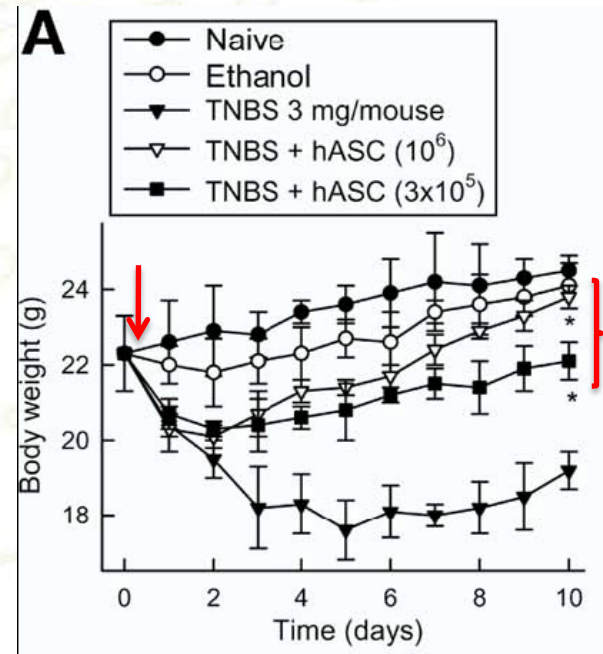 A
Naive
Ethanol
TNBS 3 mg/mouse
TNBS + hASC (10⁶)
TNBS + hASC (3x10⁵)
Body weight (g)
24
22
20
18
*
*
0 2 4 6 8 10
Time (days)